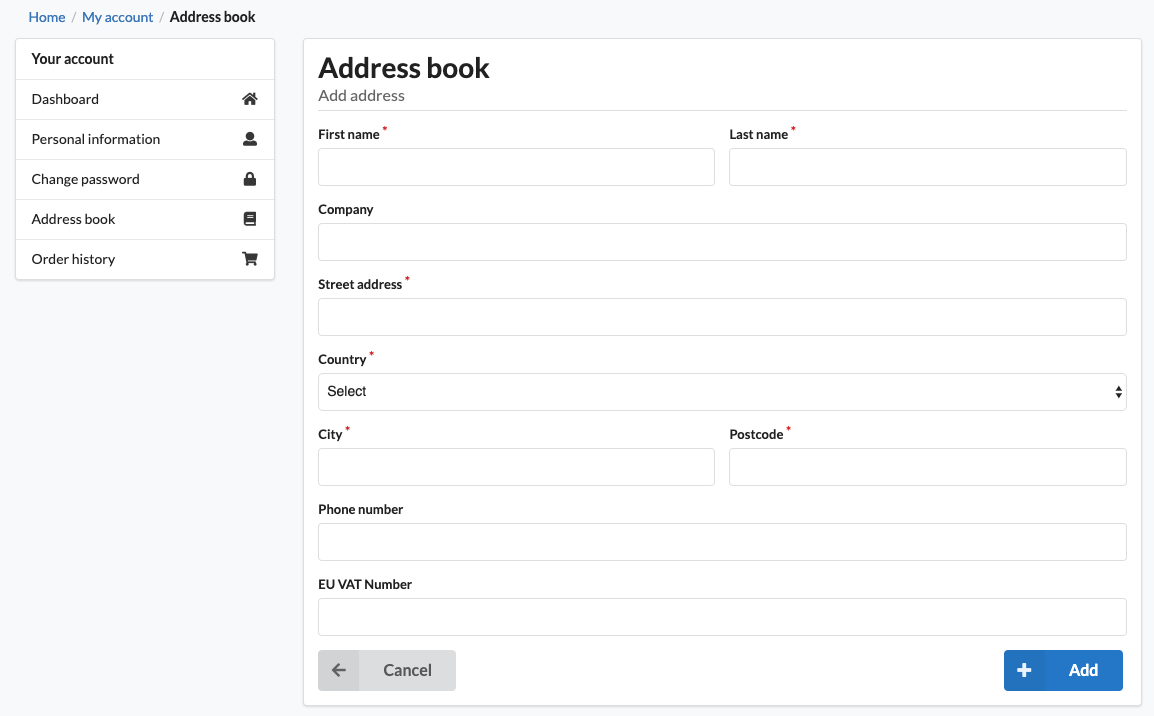 Home / My account / Address book
Your account
Dashboard
Personal information
Change password
Address book
Order history
Address book
Add address
First name * Last name *
Company
Street address *
Country *
Select
City * Postcode *
Phone number
EU VAT Number
Cancel Add